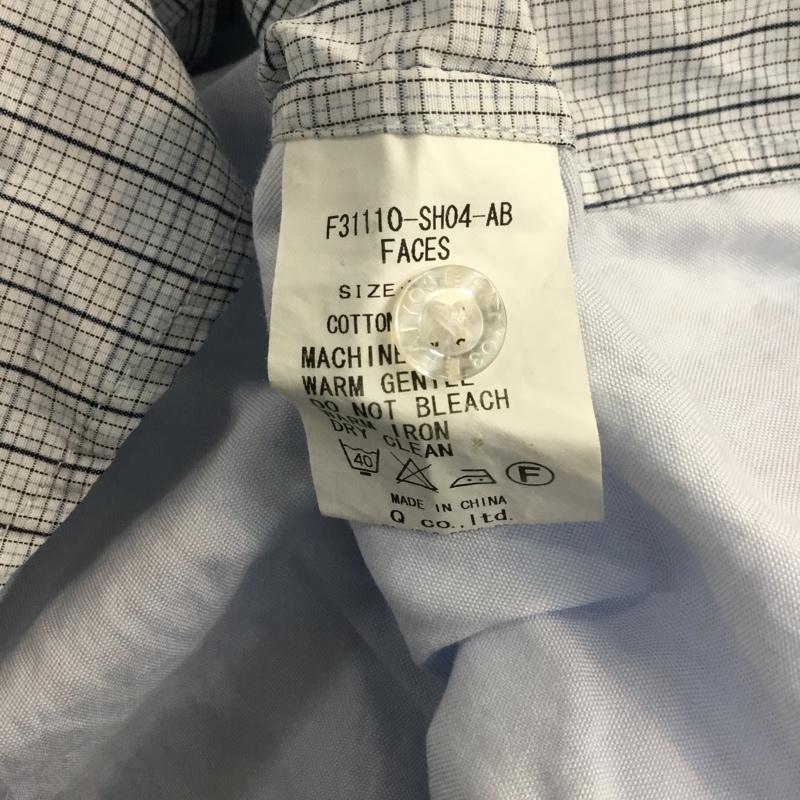 F31110-SH04-AB
FACES
SIZE
COTTON
MACHINE
WARM GENTLE
DO NOT BLEACH
WARM IRON
DRY CLEAN
40
F
MADE IN CHINA
Q co.,ltd.